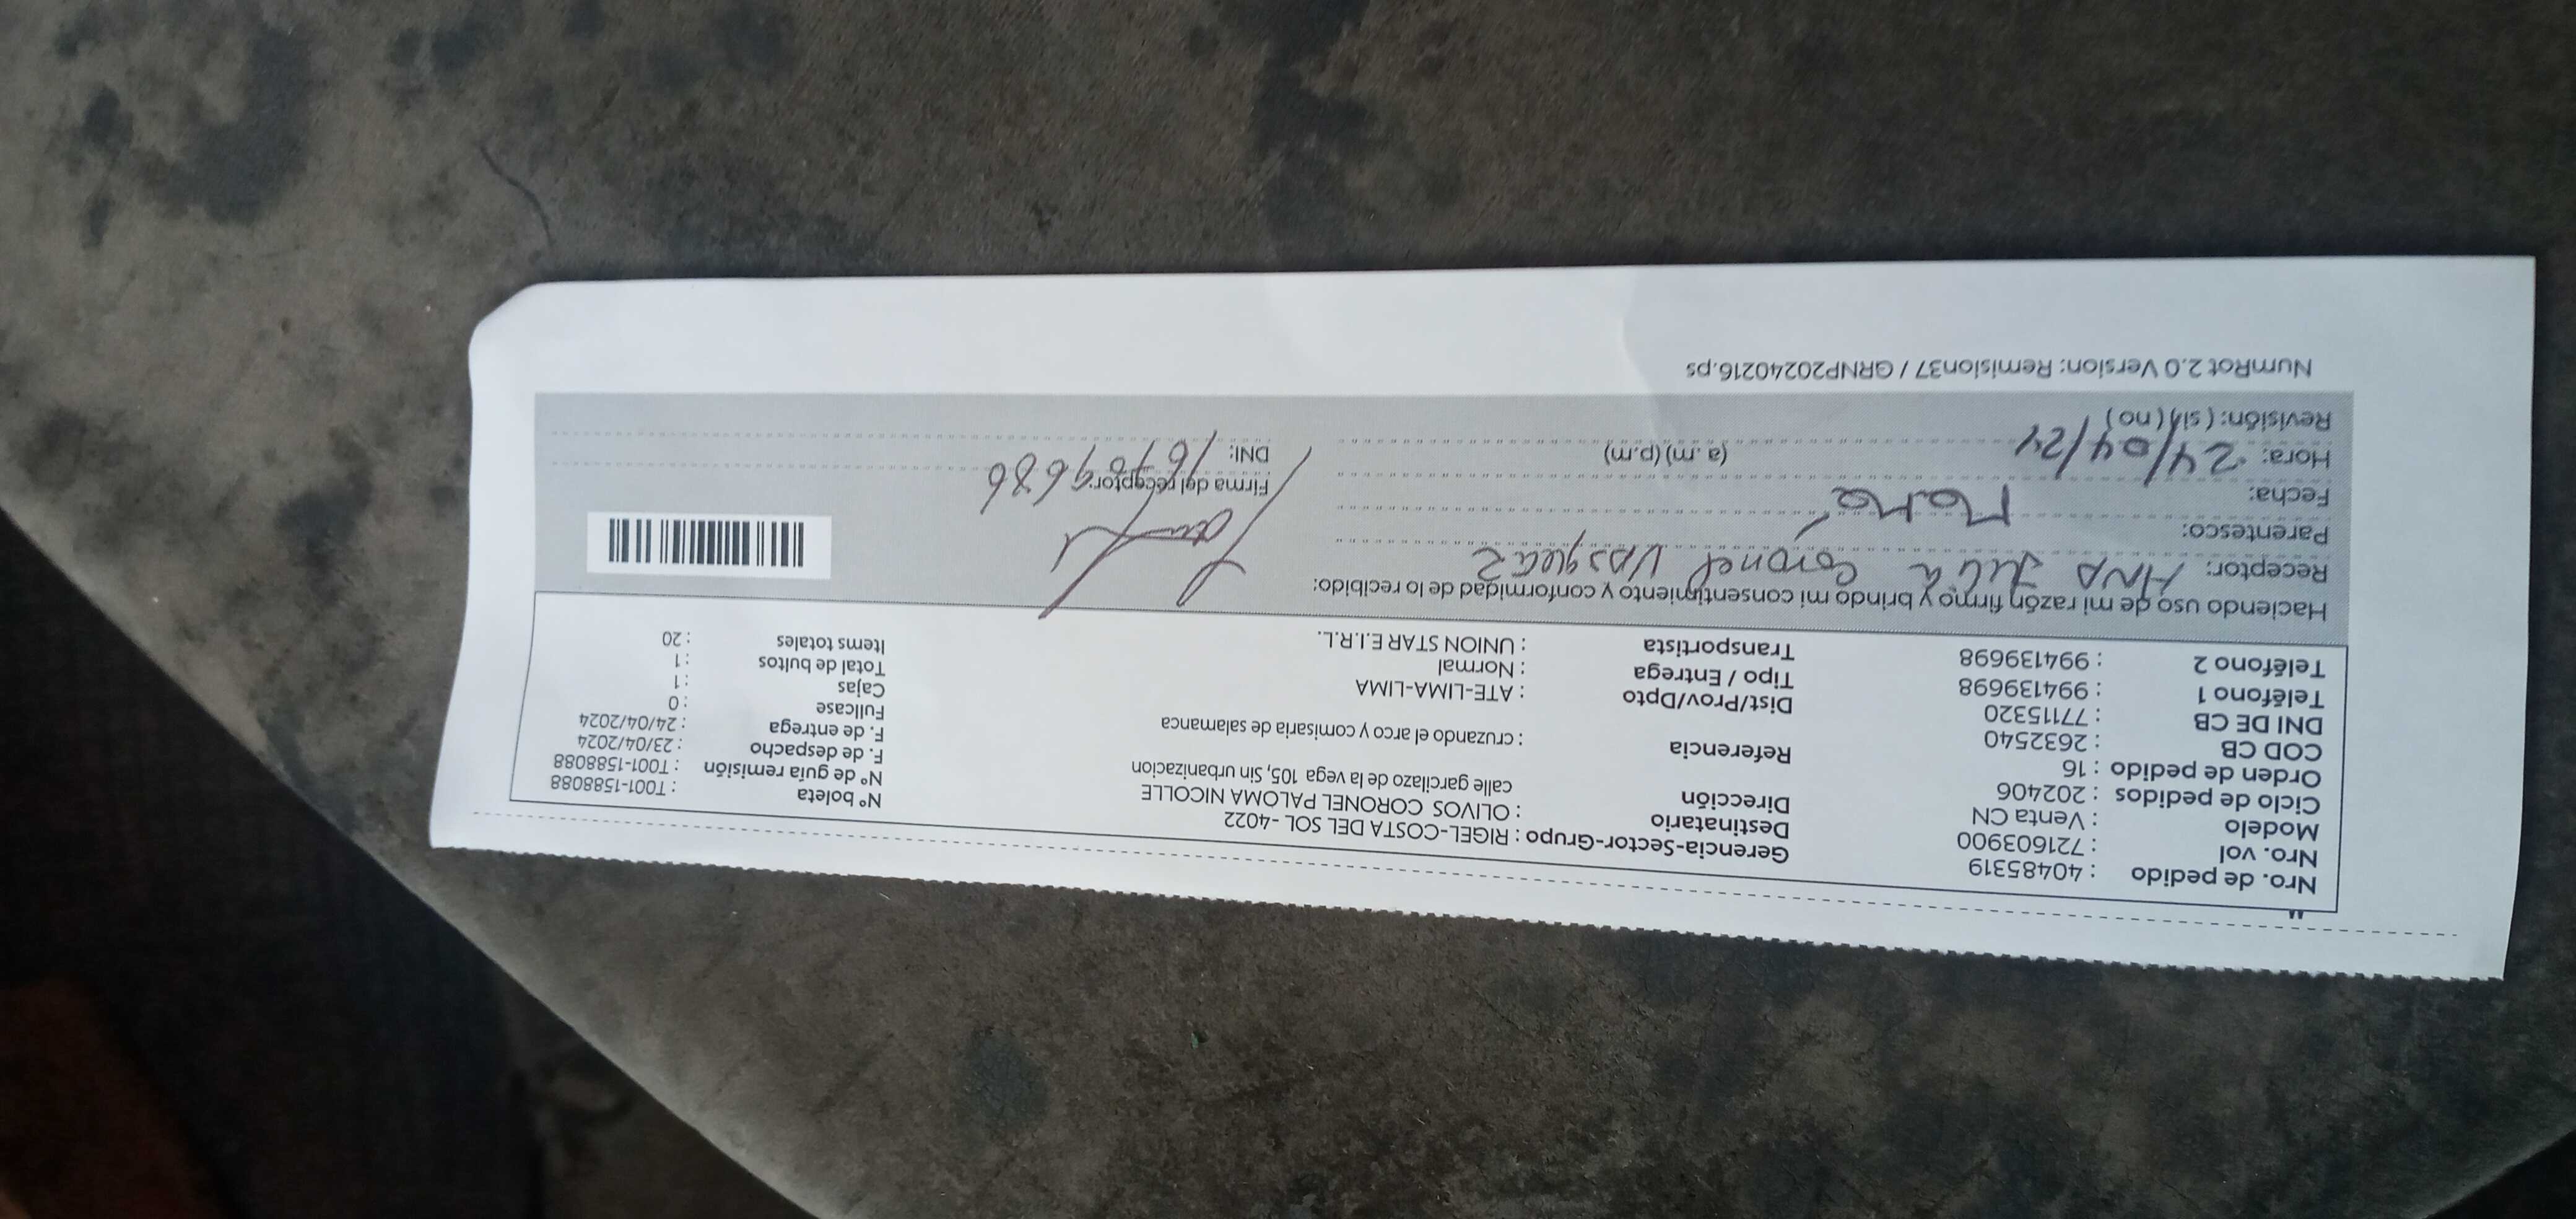 Nro. de pedido : 40485319
Nro. vol : 721603900
Modelo : Venta CN
Ciclo de pedidos : 202406
Orden de pedido : 16
COD CB : 2632540
DNI DE CB : 77115320
Teléfono 1 : 994139698
Teléfono 2 : 994139698
Gerencia-Sector-Grupo : RIGEL-COSTA DEL SOL -4022
Destinatario : OLIVOS CORONEL PALOMA NICOLLE
Dirección calle garcilazo de la vega 105, Sin urbanizacion
Referencia : cruzando el arco y comisaria de salamanca
Dist/Prov/Dpto : ATE-LIMA-LIMA
Tipo / Entrega : Normal
Transportista : UNION STAR E.I.R.L.
Nº boleta : T001-1588088
Nº de guía remisión : T001-1588088
F. de despacho : 23/04/2024
F. de entrega : 24/04/2024
Fullcase : 0
Cajas : 1
Total de bultos : 1
Items totales : 20
Haciendo uso de mi razón firmo y brindo mi consentimiento y conformidad de lo recibido:
Receptor: ANA Coronel Vasquez
Parentesco: Mamá
Fecha:
Hora: 24/04/24 (a.m) (p.m)
Revisión: ( si ) ( no )
Firma del receptor:
DNI: 16789686
NumRot 2.0 Version: Remision37 / GRNP20240216.ps